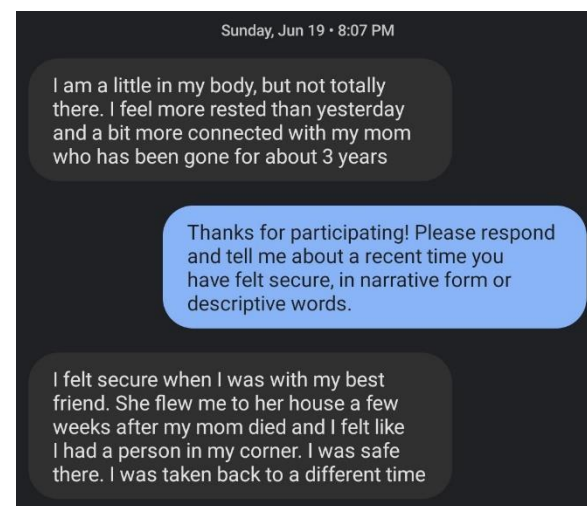 Sunday, Jun 19 • 8:07 PM
I am a little in my body, but not totally
there. I feel more rested than yesterday
and a bit more connected with my mom
who has been gone for about 3 years
Thanks for participating! Please respond
and tell me about a recent time you
have felt secure, in narrative form or
descriptive words.
I felt secure when I was with my best
friend. She flew me to her house a few
weeks after my mom died and I felt like
I had a person in my corner. I was safe
there. I was taken back to a different time